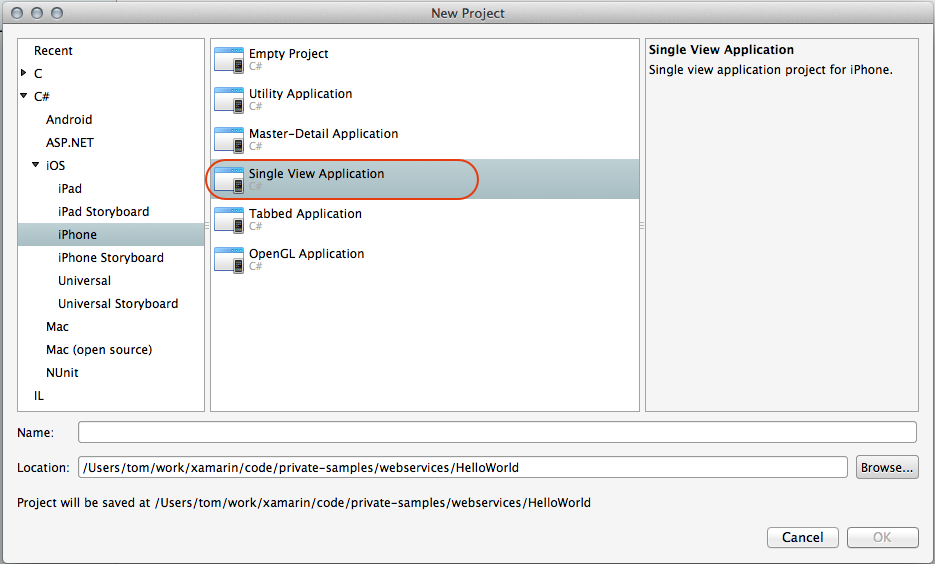 New Project
Recent
C
C#
Android
ASP.NET
iOS
iPad
iPad Storyboard
iPhone
iPhone Storyboard
Universal
Universal Storyboard
Mac
Mac (open source)
NUnit
IL
Empty Project
C#
Utility Application
C#
Master-Detail Application
C#
Single View Application
C#
Tabbed Application
C#
OpenGL Application
C#
Single View Application
Single view application project for iPhone.
Name:
Location: /Users/tom/work/xamarin/code/private-samples/webservices/HelloWorld Browse...
Project will be saved at /Users/tom/work/xamarin/code/private-samples/webservices/HelloWorld
Cancel OK